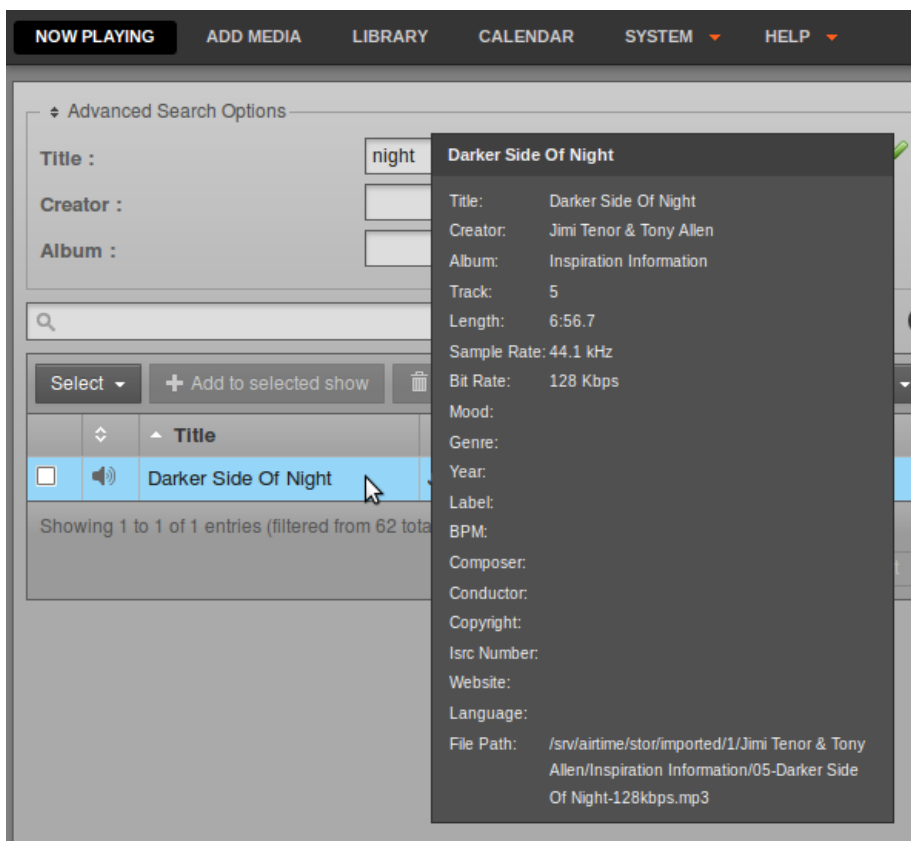 NOW PLAYING ADD MEDIA LIBRARY CALENDAR SYSTEM HELP
Advanced Search Options
Title : night
Creator :
Album :
Select Add to selected show
Title
Darker Side Of Night
Showing 1 to 1 of 1 entries (filtered from 62
Darker Side Of Night
Title: Darker Side Of Night
Creator: Jimi Tenor & Tony Allen
Album: Inspiration Information
Track: 5
Length: 6:56.7
Sample Rate: 44.1 kHz
Bit Rate: 128 Kbps
Mood:
Genre:
Year:
Label:
BPM:
Composer:
Conductor:
Copyright:
Isrc Number:
Website:
Language:
File Path: /srv/airtime/stor/imported/1/Jimi Tenor & Tony
Allen/Inspiration Information/05-Darker Side
Of Night-128kbps.mp3